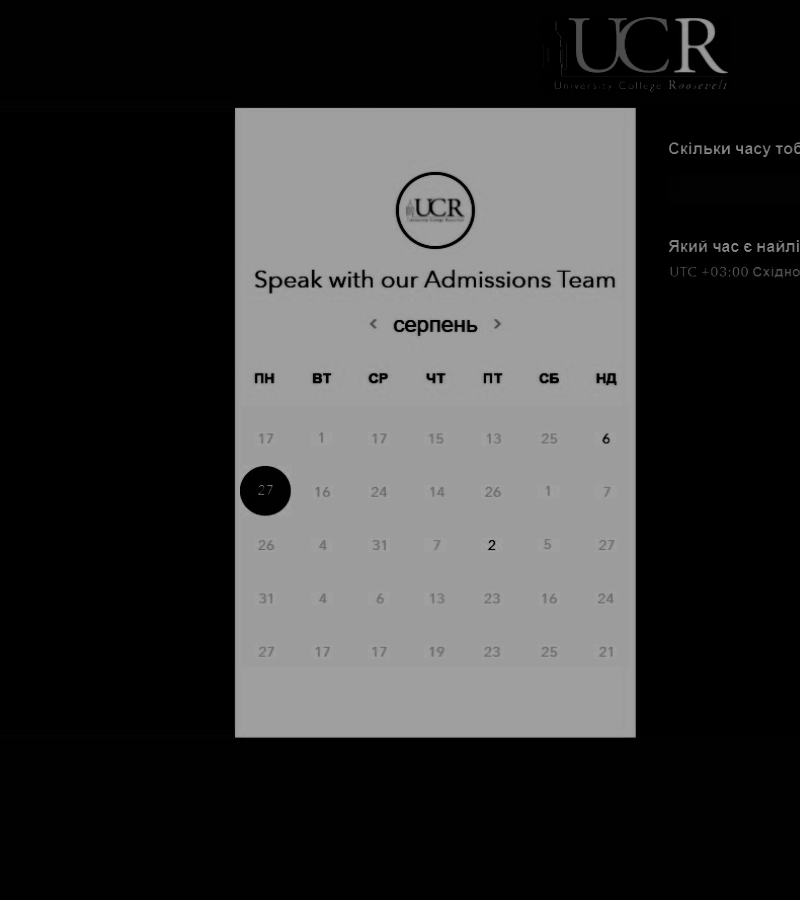 UCR
University College Roosevelt
Скільки часу тоб
UCR
Який час є найлі
UTC +03:00 Східно
Speak with our Admissions Team
‹ серпень ›
ПН ВТ СР ЧТ ПТ СБ НД
17 1 17 15 13 25 6
27 16 24 14 26 1 7
26 4 31 7 2 5 27
31 4 6 13 23 16 24
27 17 17 19 23 25 21